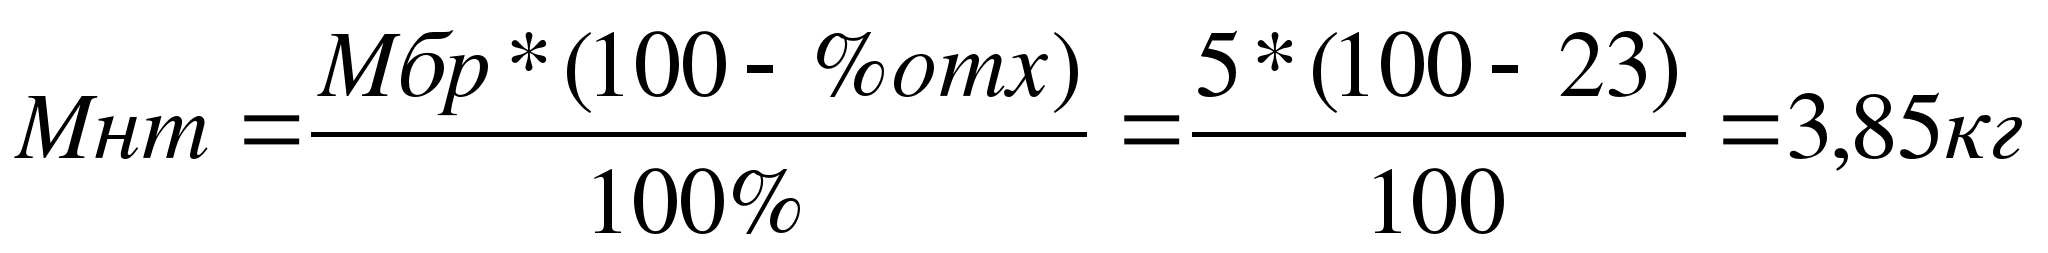 Мнт = Мбр * (100 - %отх) / 100% = 5 * (100 - 23) / 100 = 3,85кг